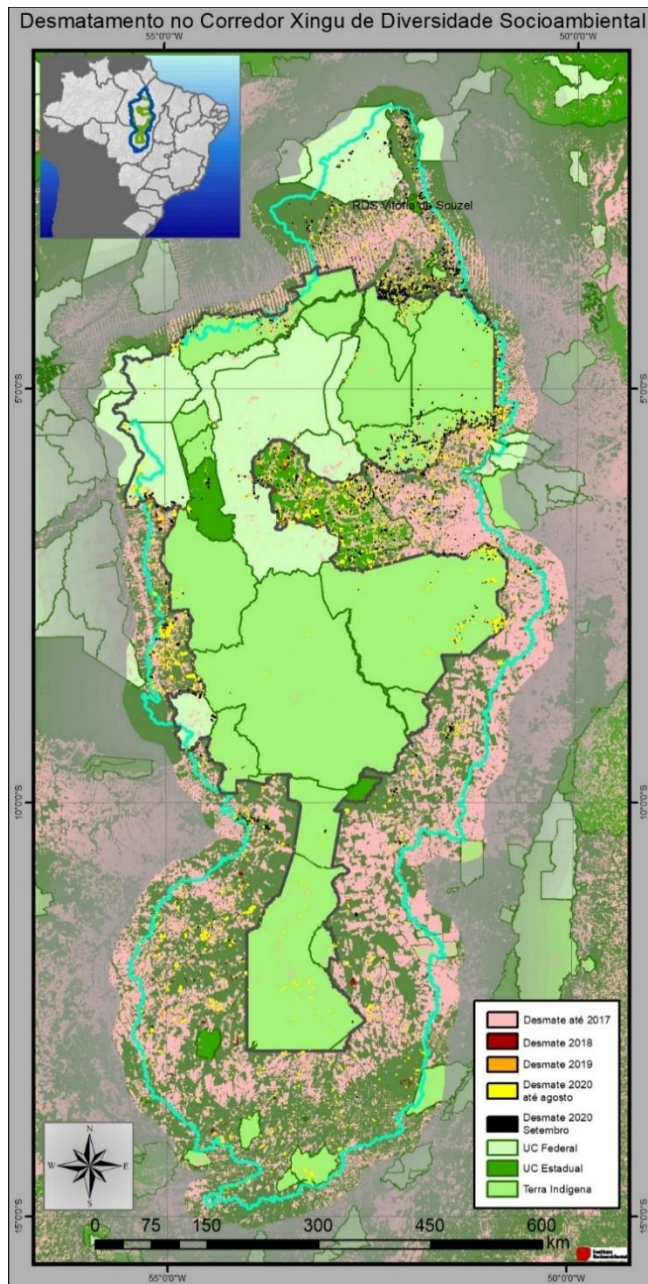 Desmatamento no Corredor Xingu de Diversidade Socioambiental
55°0'0"W
50°0'0"W
RDS Vitória de Souzel
5°0'0"S
5°0'0"S
10°0'0"S
10°0'0"S
Desmate até 2017
Desmate 2018
Desmate 2019
Desmate 2020
até agosto
Desmate 2020
Setembro
UC Federal
UC Estadual
Terra Indígena
N
W
E
S
15°0'0"S
15°0'0"S
0 75 150 300 450 600
km
55°0'0"W
50°0'0"W